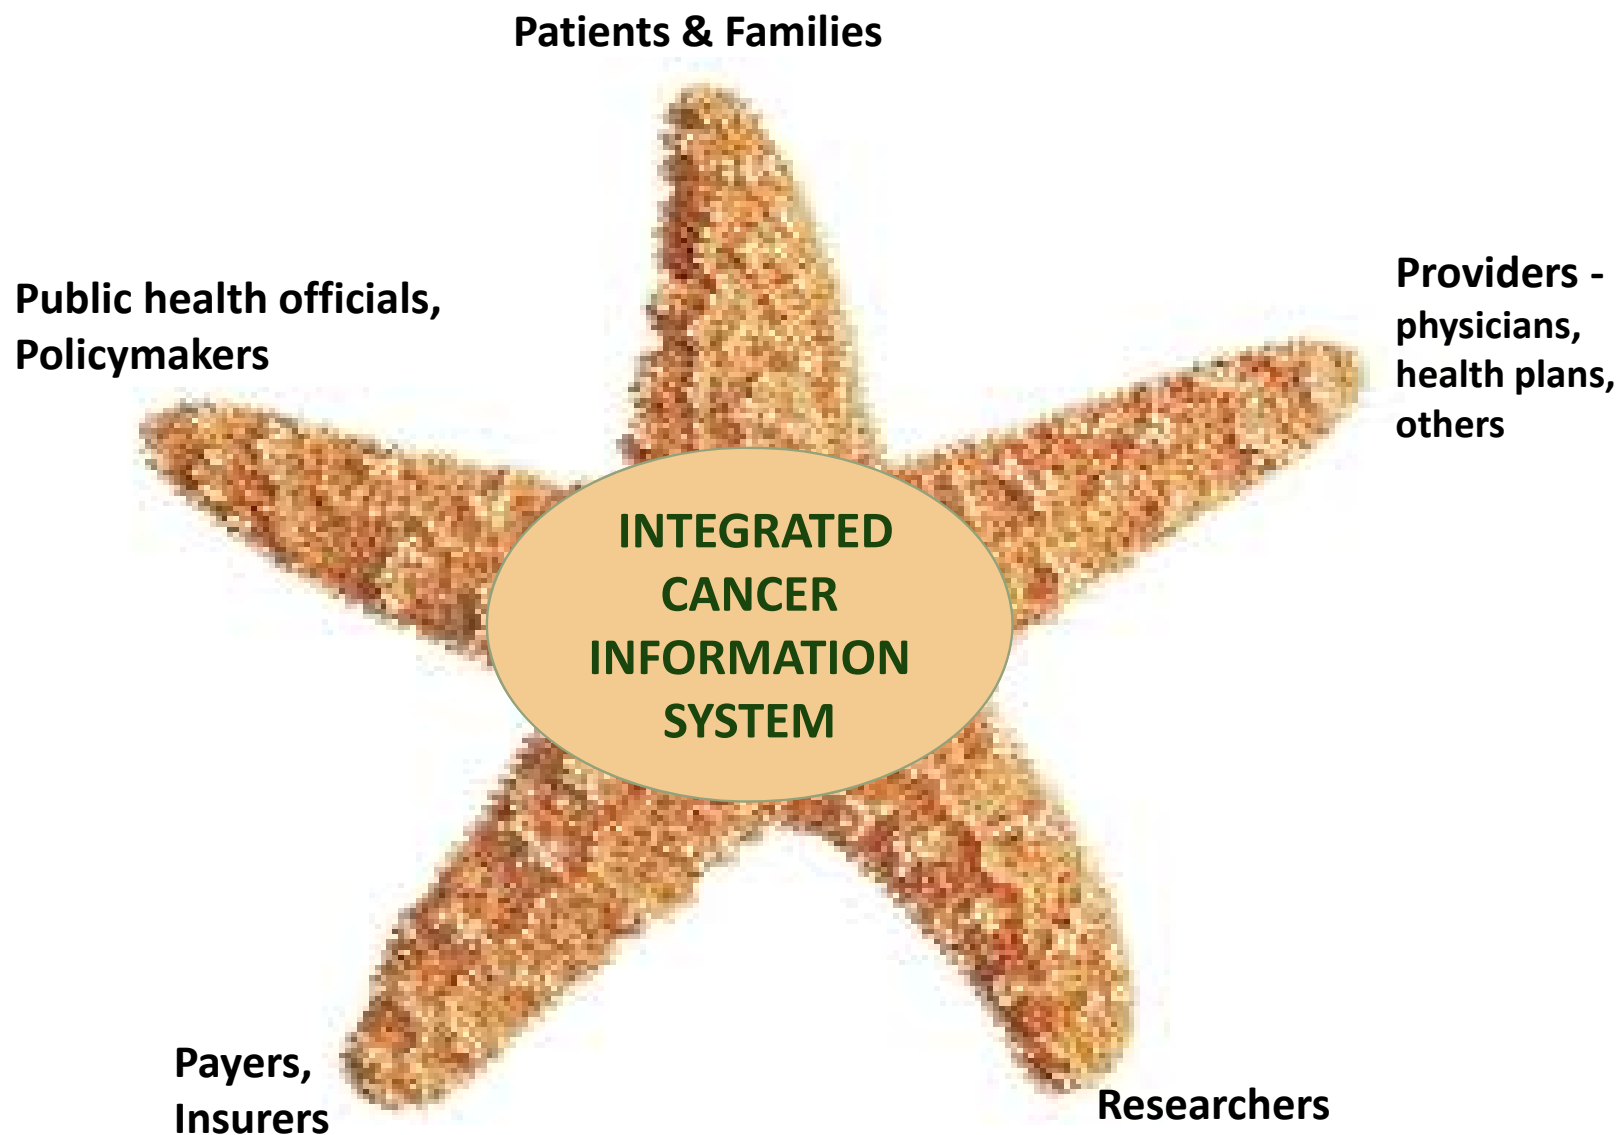 Patients & Families
Public health officials,
Policymakers
Providers -
physicians,
health plans,
others
INTEGRATED
CANCER
INFORMATION
SYSTEM
Payers,
Insurers
Researchers